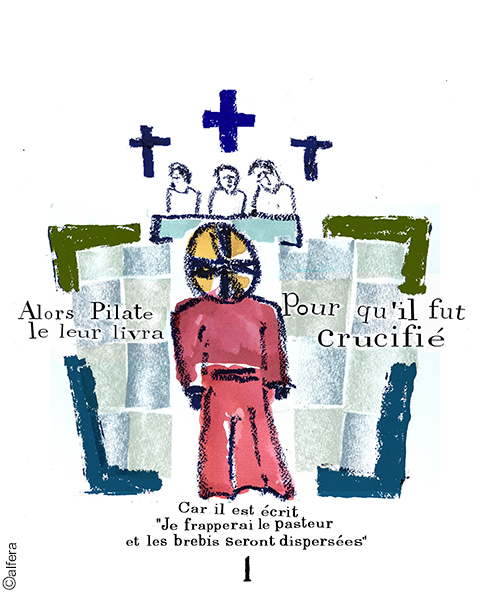 Alors Pilate
le leur livra
pour qu'il fut
crucifié
Car il est écrit
"Je frapperai le pasteur
et les brebis seront dispersées"
1
©alfera